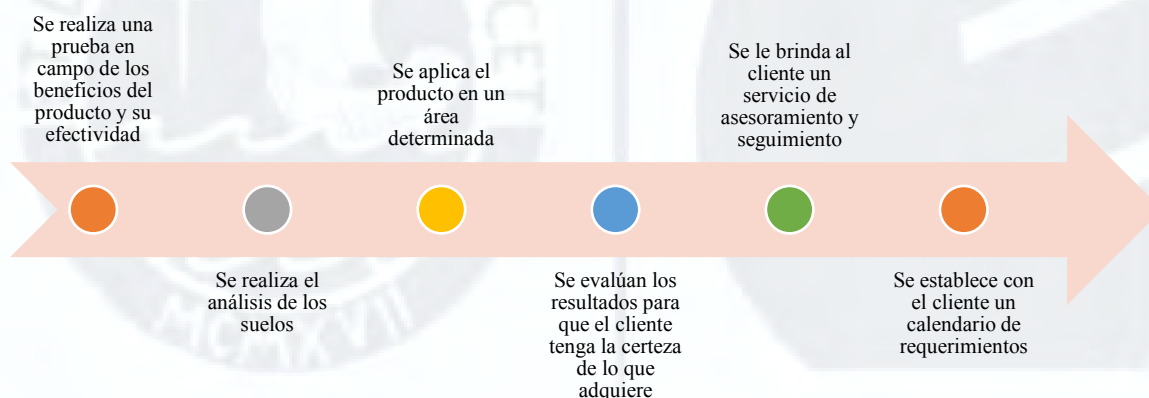 Se realiza una
prueba en
campo de los
beneficios del
producto y su
efectividad
Se realiza el
análisis de los
suelos
Se aplica el
producto en un
área
determinada
Se evalúan los
resultados para
que el cliente
tenga la certeza
de lo que
adquiere
Se le brinda al
cliente un
servicio de
asesoramiento y
seguimiento
Se establece con
el cliente un
calendario de
requerimientos
MCMXVII